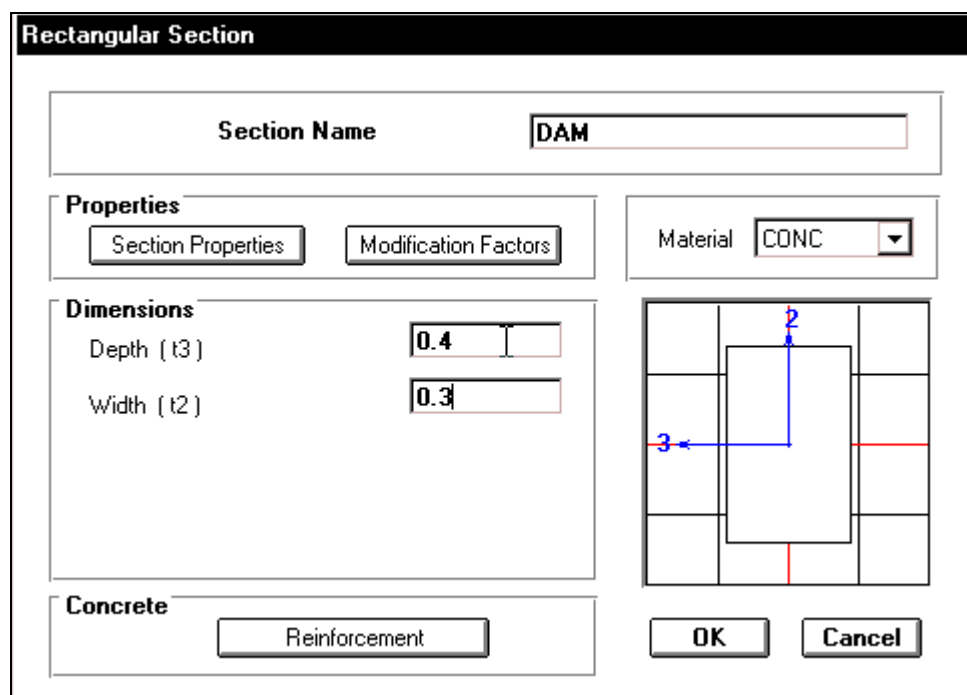 Rectangular Section
Section Name DAM
Properties
Section Properties Modification Factors
Material CONC
Dimensions
Depth ( t3 ) 0.4
Width ( t2 ) 0.3
2
3
Concrete
Reinforcement
OK Cancel